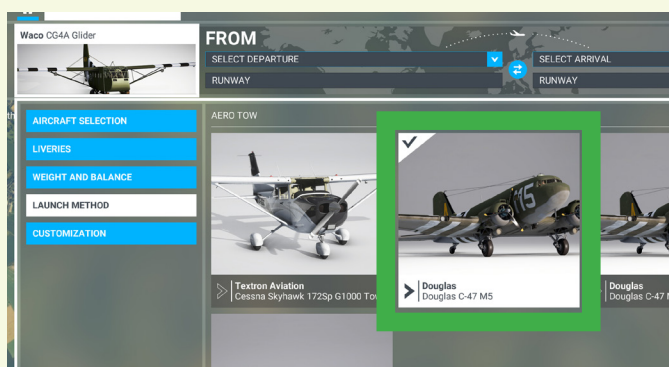 Waco CG4A Glider
FROM
SELECT DEPARTURE
SELECT ARRIVAL
RUNWAY
RUNWAY
AIRCRAFT SELECTION
LIVERIES
WEIGHT AND BALANCE
LAUNCH METHOD
CUSTOMIZATION
AERO TOW
15
Textron Aviation
Cessna Skyhawk 172Sp G1000 To
Douglas
Douglas C-47 M5
Douglas
Douglas C-47